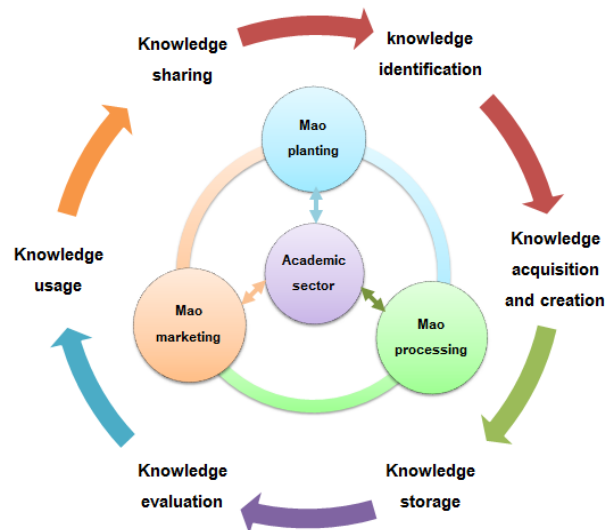 Knowledge
sharing
knowledge
identification
Mao
planting
Knowledge
acquisition
and creation
Knowledge
usage
Academic
sector
Mao
marketing
Mao
processing
Knowledge
evaluation
Knowledge
storage